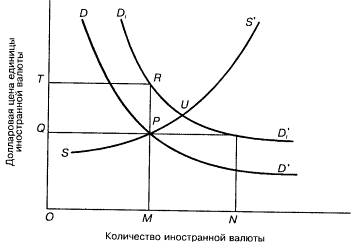 D
D₁
S'
T
R
U
Долларовая цена единицы
иностранной валюты
Q
P
D₁'
S
D'
O
M
N
Количество иностранной валюты